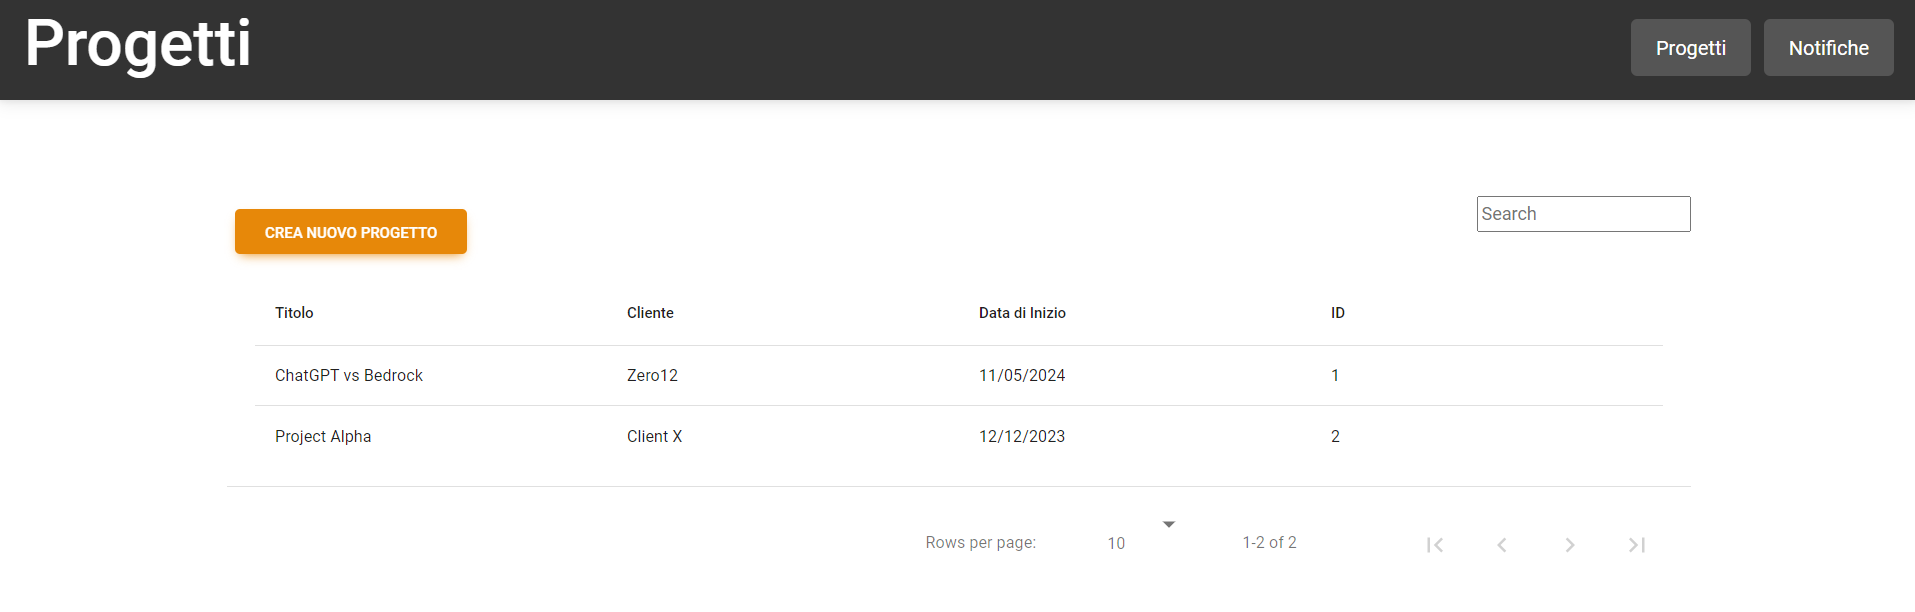 Progetti
Progetti
Notifiche
CREA NUOVO PROGETTO
Search
Titolo Cliente Data di Inizio ID
ChatGPT vs Bedrock Zero12 11/05/2024 1
Project Alpha Client X 12/12/2023 2
Rows per page: 10 1-2 of 2